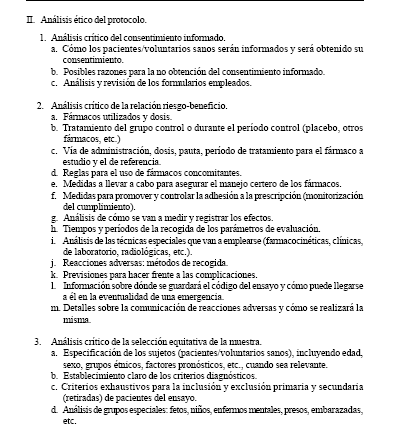 II. Análisis ético del protocolo.
1. Análisis crítico del consentimiento informado.
a. Cómo los pacientes/voluntarios sanos serán informados y será obtenido su
consentimiento.
b. Posibles razones para la no obtención del consentimiento informado.
c. Análisis y revisión de los formularios empleados.
2. Análisis crítico de la relación riesgo-beneficio.
a. Fármacos utilizados y dosis.
b. Tratamiento del grupo control o durante el período control (placebo, otros
fármacos, etc.)
c. Vía de administración, dosis, pauta, período de tratamiento para el fármaco a
estudio y el de referencia.
d. Reglas para el uso de fármacos concomitantes.
e. Medidas a llevar a cabo para asegurar el manejo certero de los fármacos.
f. Medidas para promover y controlar la adhesión a la prescripción (monitorización
del cumplimiento).
g. Análisis de cómo se van a medir y registrar los efectos.
h. Tiempos y períodos de la recogida de los parámetros de evaluación.
i. Análisis de las técnicas especiales que van a emplearse (farmacocinéticas, clínicas,
de laboratorio, radiológicas, etc.).
j. Reacciones adversas: métodos de recogida.
k. Previsiones para hacer frente a las complicaciones.
l. Información sobre dónde se guardará el código del ensayo y cómo puede llegarse
a él en la eventualidad de una emergencia.
m. Detalles sobre la comunicación de reacciones adversas y cómo se realizará la
misma.
3. Análisis crítico de la selección equitativa de la muestra.
a. Especificación de los sujetos (pacientes/voluntarios sanos), incluyendo edad,
sexo, grupos étnicos, factores pronósticos, etc., cuando sea relevante.
b. Establecimiento claro de los criterios diagnósticos.
c. Criterios exhaustivos para la inclusión y exclusión primaria y secundaria
(retiradas) de pacientes del ensayo.
d. Análisis de grupos especiales: fetos, niños, enfermos mentales, presos, embarazadas,
etc.